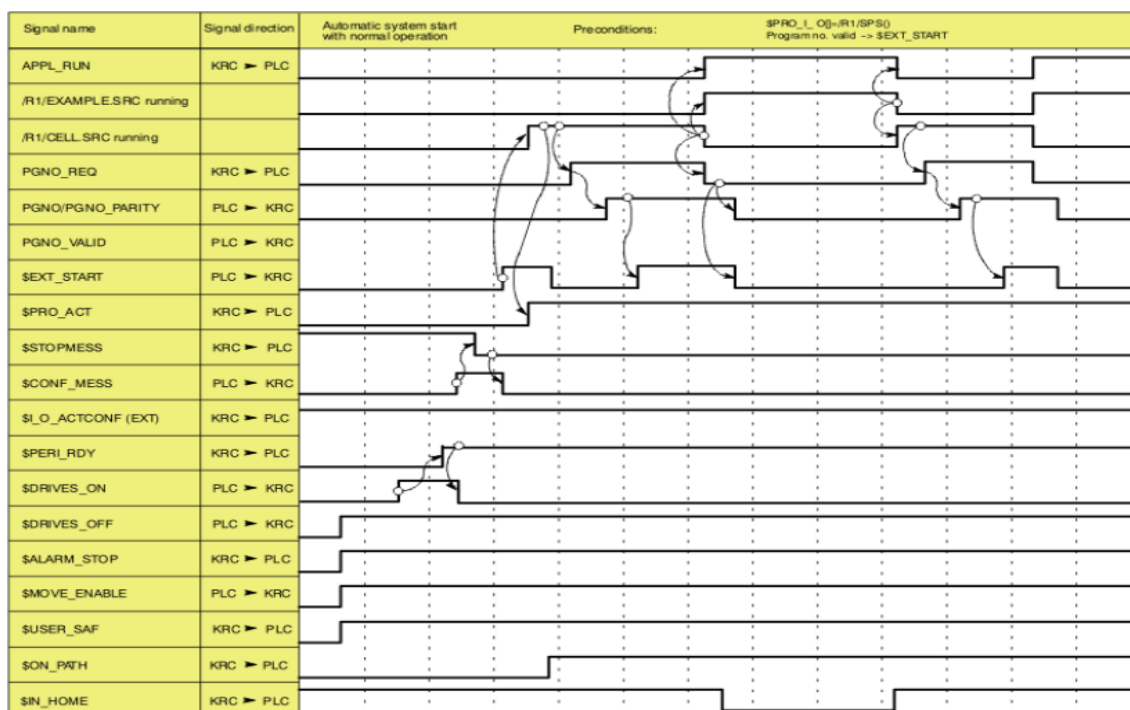 Signal name Signal direction Automatic system start Preconditions: $PRO_I_ O[]=/R1/SPS()
with normal operation Program no. valid -> $EXT_START
APPL_RUN KRC ► PLC
/R1/EXAMPLE.SRC running
/R1/CELL.SRC running
PGNO_REQ KRC ► PLC
PGNO/PGNO_PARITY PLC ► KRC
PGNO_VALID PLC ► KRC
$EXT_START PLC ► KRC
$PRO_ACT KRC ► PLC
$STOPMESS KRC ► PLC
$CONF_MESS PLC ► KRC
$I_O_ACTCONF (EXT) KRC ► PLC
$PERI_RDY KRC ► PLC
$DRIVES_ON PLC ► KRC
$DRIVES_OFF PLC ► KRC
$ALARM_STOP KRC ► PLC
$MOVE_ENABLE PLC ► KRC
$USER_SAF KRC ► PLC
$ON_PATH KRC ► PLC
$IN_HOME KRC ► PLC